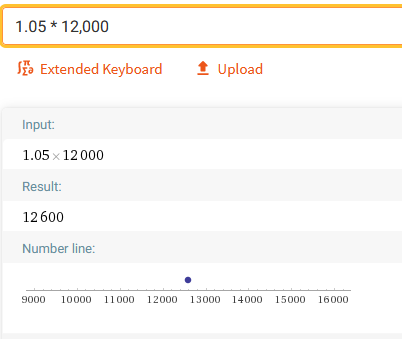 1.05 * 12,000
Extended Keyboard Upload
Input:
1.05×12000
Result:
12600
Number line:
9000 10000 11000 12000 13000 14000 15000 16000